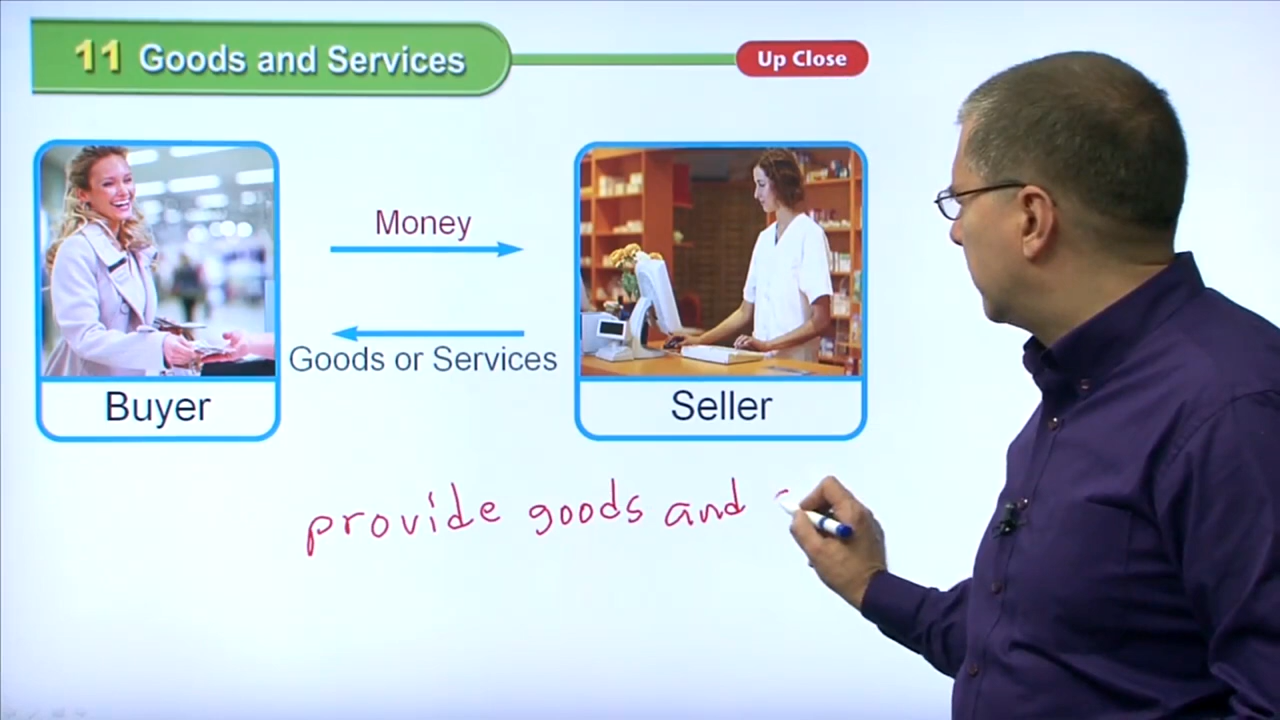 11 Goods and Services
Up Close
Money
Goods or Services
Buyer
Seller
provide goods and